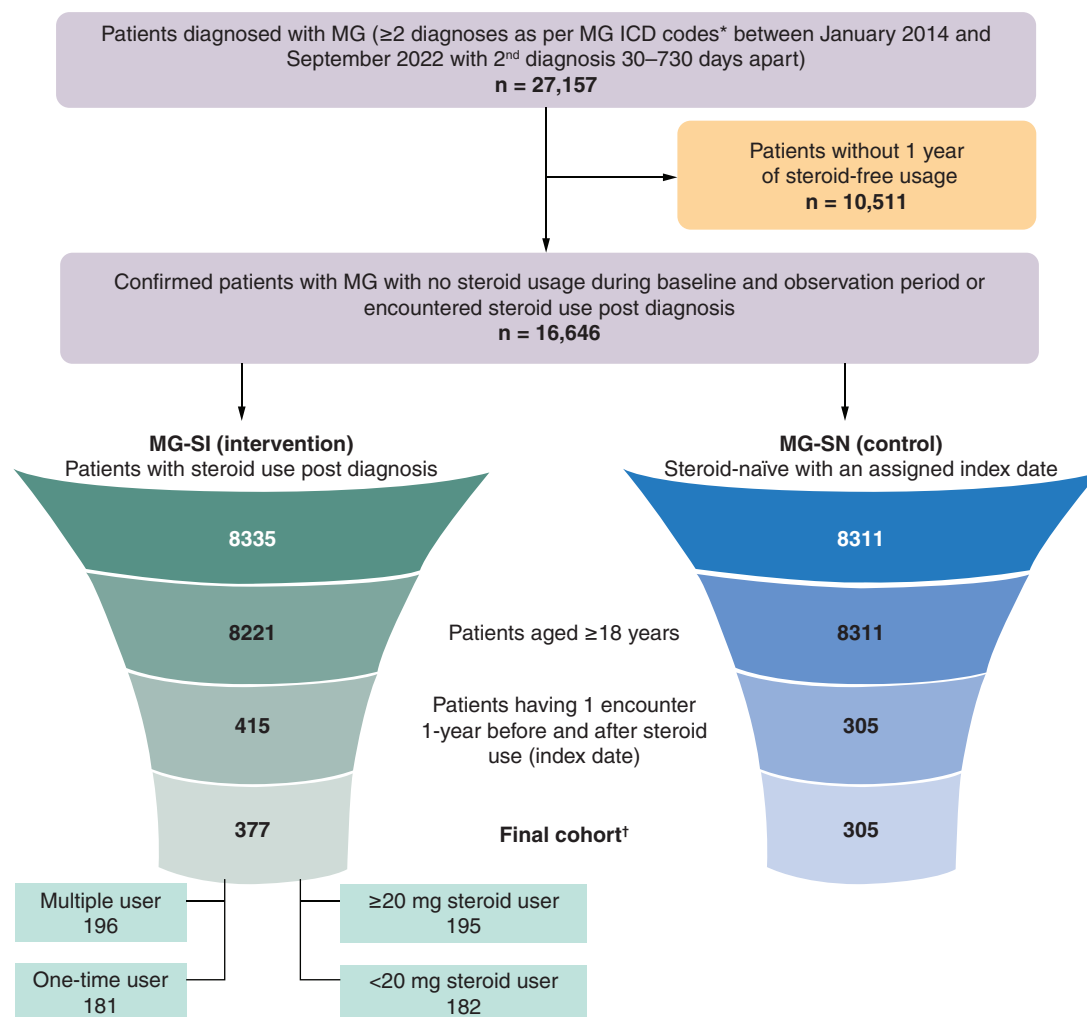 Patients diagnosed with MG (≥2 diagnoses as per MG ICD codes* between January 2014 and
September 2022 with 2nd diagnosis 30–730 days apart)
n = 27,157
Patients without 1 year
of steroid-free usage
n = 10,511
Confirmed patients with MG with no steroid usage during baseline and observation period or
encountered steroid use post diagnosis
n = 16,646
MG-SI (intervention)
Patients with steroid use post diagnosis
MG-SN (control)
Steroid-naïve with an assigned index date
8335
8311
8221
Patients aged ≥18 years
8311
415
Patients having 1 encounter
1-year before and after steroid
use (index date)
305
377
Final cohort†
305
Multiple user
196
≥20 mg steroid user
195
One-time user
181
<20 mg steroid user
182